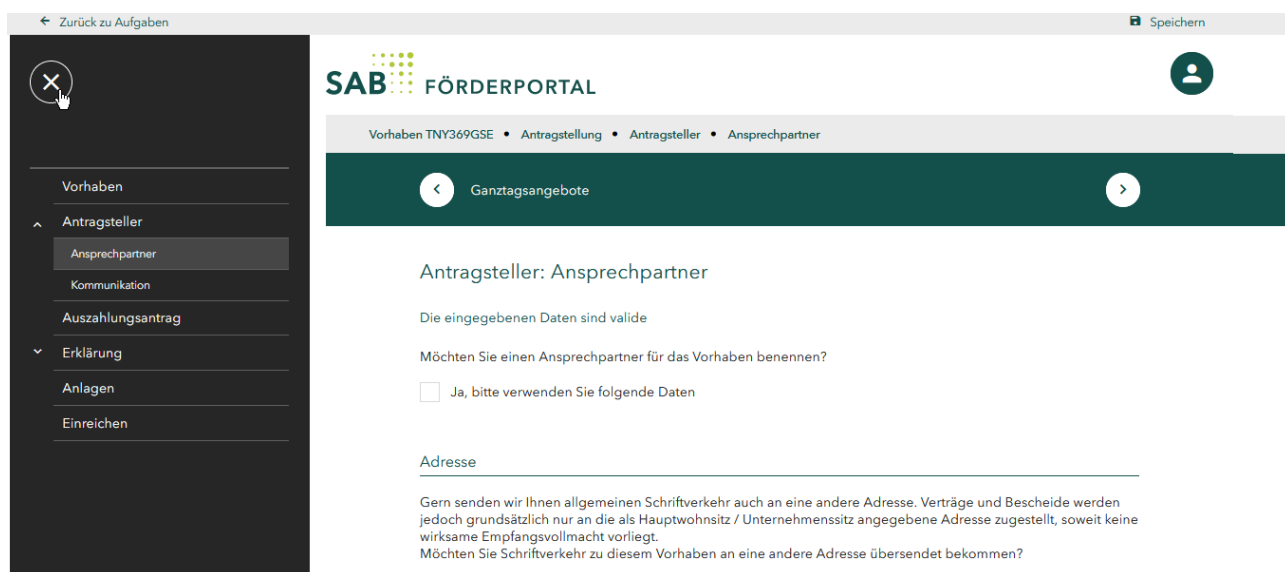 Zurück zu Aufgaben
Speichern
SAB FÖRDERPORTAL
Vorhaben TNY369GSE • Antragstellung • Antragsteller • Ansprechpartner
Vorhaben
Antragsteller
Ansprechpartner
Kommunikation
Auszahlungsantrag
Erklärung
Anlagen
Einreichen
Ganztagsangebote
Antragsteller: Ansprechpartner
Die eingegebenen Daten sind valide
Möchten Sie einen Ansprechpartner für das Vorhaben benennen?
Ja, bitte verwenden Sie folgende Daten
Adresse
Gern senden wir Ihnen allgemeinen Schriftverkehr auch an eine andere Adresse. Verträge und Bescheide werden
jedoch grundsätzlich nur an die als Hauptwohnsitz / Unternehmenssitz angegebene Adresse zugestellt, soweit keine
wirksame Empfangsvollmacht vorliegt.
Möchten Sie Schriftverkehr zu diesem Vorhaben an eine andere Adresse übersendet bekommen?